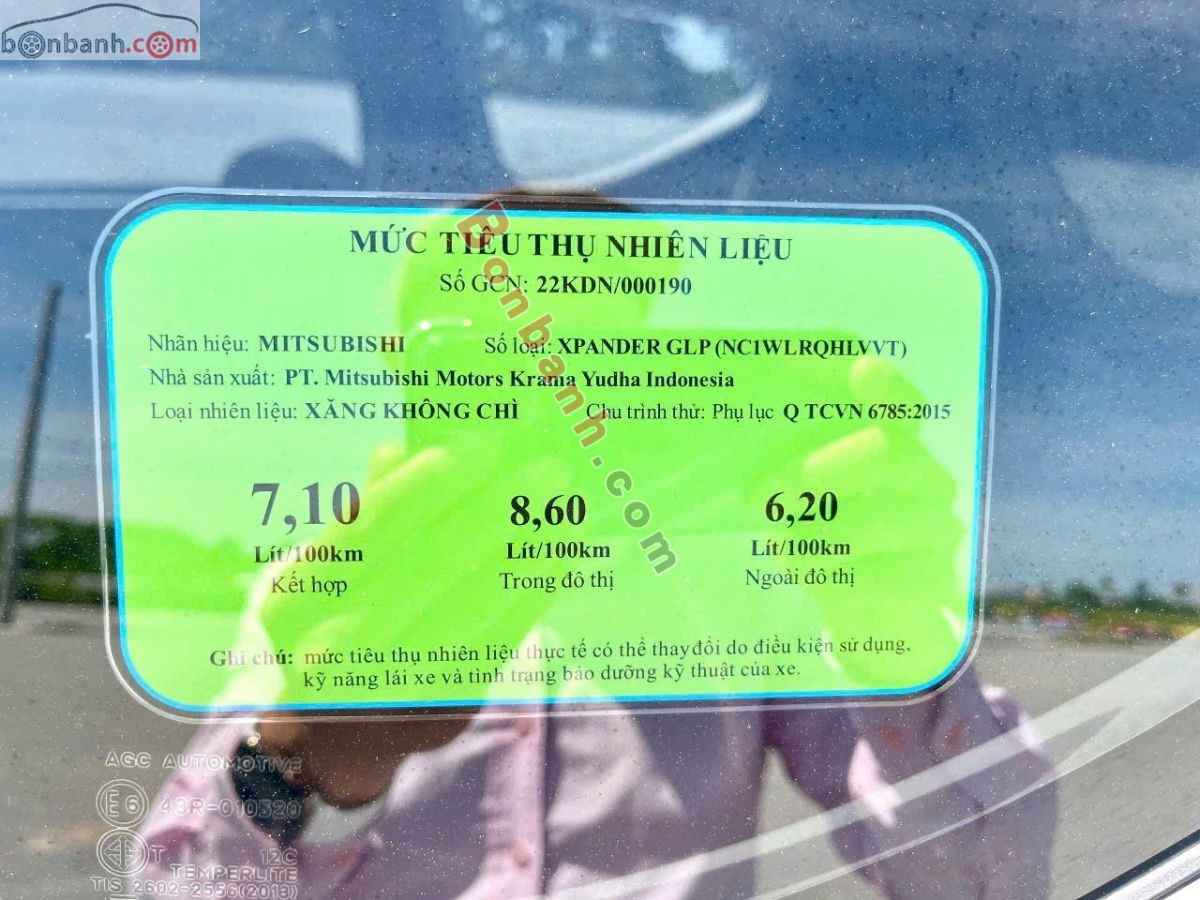 bonbanh.com
MỨC TIÊU THỤ NHIÊN LIỆU
Số GCN: 22KDN/000190
Nhãn hiệu: MITSUBISHI Số loại: XPANDER GLP (NC1WLRQHLVVT)
Nhà sản xuất: PT. Mitsubishi Motors Krama Yudha Indonesia
Loại nhiên liệu: XĂNG KHÔNG CHÌ Chu trình thử: Phụ lục Q TCVN 6785:2015
7,10 8,60 6,20
Lít/100km Lít/100km Lít/100km
Kết hợp Trong đô thị Ngoài đô thị
Ghi chú: mức tiêu thụ nhiên liệu thực tế có thể thay đổi do điều kiện sử dụng,
kỹ năng lái xe và tình trạng bảo dưỡng kỹ thuật của xe.
Bonbanh.com
AGC AUTOMOTIVE
E6 43R-010320
T 12C
TEMPERLITE
TIS 2602-2556(2013)